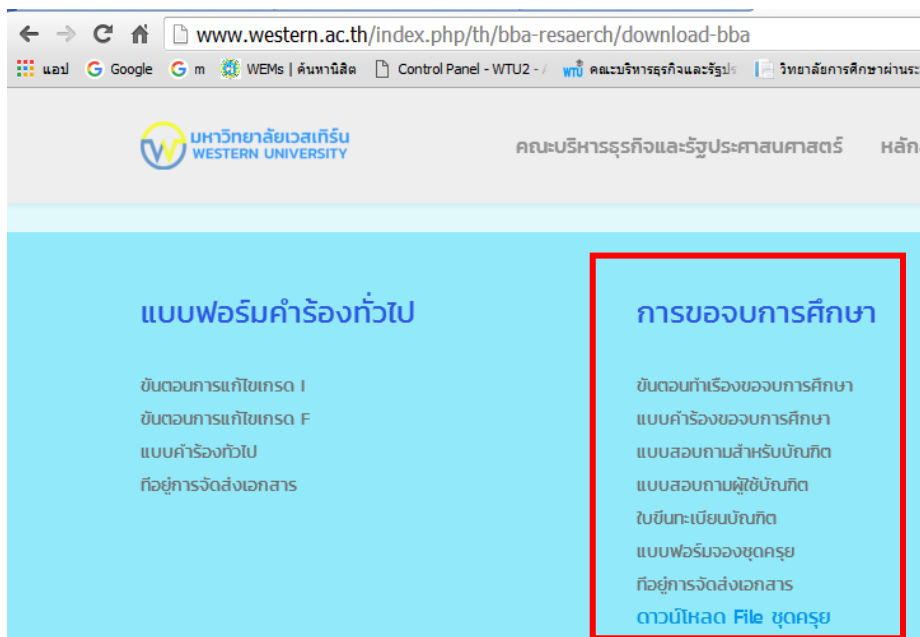 www.western.ac.th/index.php/th/bba-resaerch/download-bba
แอป Google m WEMs | ค้นหานิสิต Control Panel - WTU2 - คณะบริหารธุรกิจและรัฐประ วิทยาลัยการศึกษาผ่านระ
มหาวิทยาลัยเวสเทิร์น
WESTERN UNIVERSITY
คณะบริหารธุรกิจและรัฐประศาสนศาสตร์ หลัก
แบบฟอร์มคำร้องทั่วไป
ขั้นตอนการแก้ไขเกรด I
ขั้นตอนการแก้ไขเกรด F
แบบคำร้องทั่วไป
ที่อยู่การจัดส่งเอกสาร
การขอจบการศึกษา
ขั้นตอนทำเรื่องขอจบการศึกษา
แบบคำร้องขอจบการศึกษา
แบบสอบถามสำหรับบัณฑิต
แบบสอบถามผู้ใช้บัณฑิต
ใบขึ้นทะเบียนบัณฑิต
แบบฟอร์มจองชุดครุย
ที่อยู่การจัดส่งเอกสาร
ดาวน์โหลด File ชุดครุย